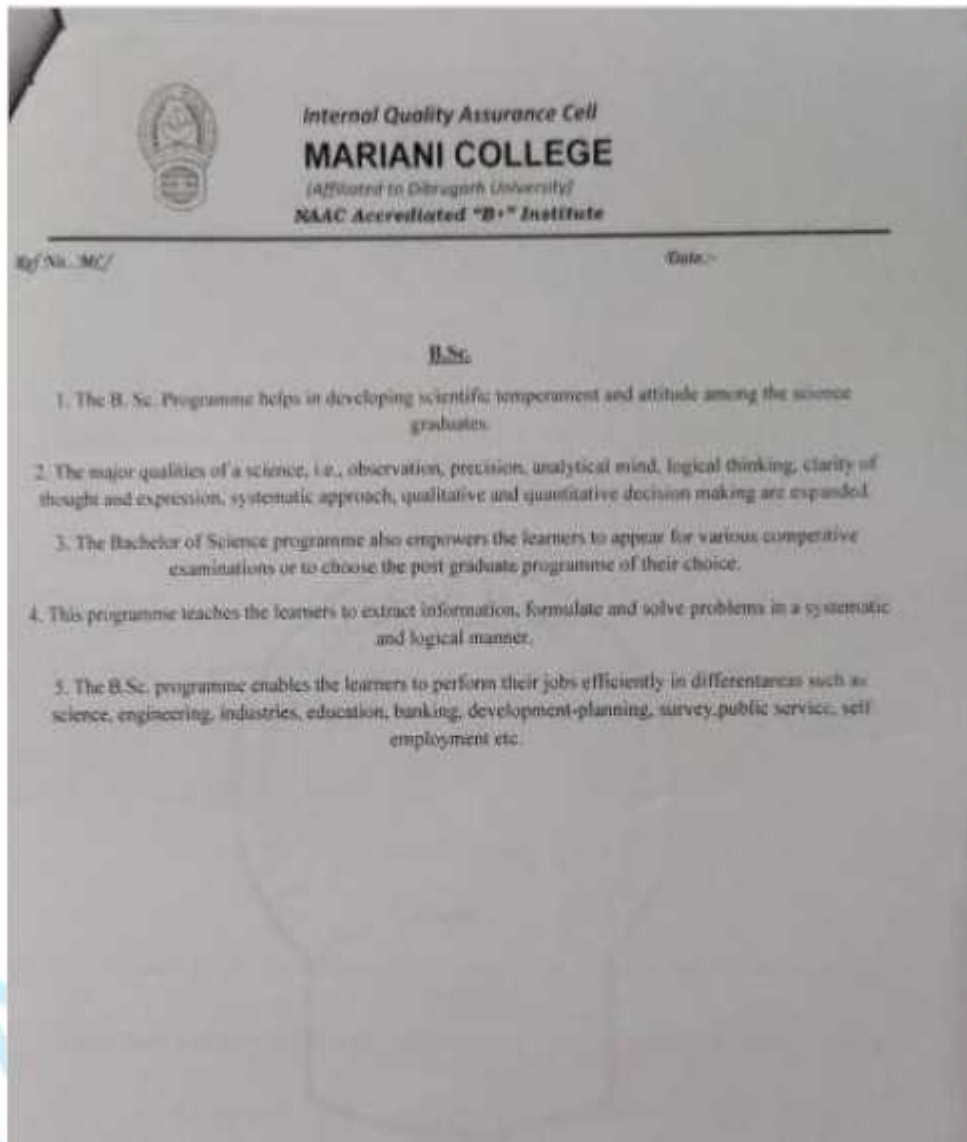 Internal Quality Assurance Cell
MARIANI COLLEGE
(Affiliated to Dibrugarh University)
NAAC Accrediated "B+" Institute
Ref No. MC/
Date:-
B.Sc.
1. The B. Sc. Programme helps in developing scientific temperament and attitude among the science
graduates.
2. The major qualities of a science, i.e., observation, precision, analytical mind, logical thinking, clarity of
thought and expression, systematic approach, qualitative and quantitative decision making are expanded.
3. The Bachelor of Science programme also empowers the learners to appear for various comperitive
examinations or to choose the post graduate programme of their choice.
4. This programme teaches the learners to extract information, formulate and solve problems in a systematic
and logical manner.
5. The B.Sc. programme enables the learners to perform their jobs efficiently in differentareas such as
science, engineering, industries, education, banking, development-planning, survey,public service, self
employment etc.